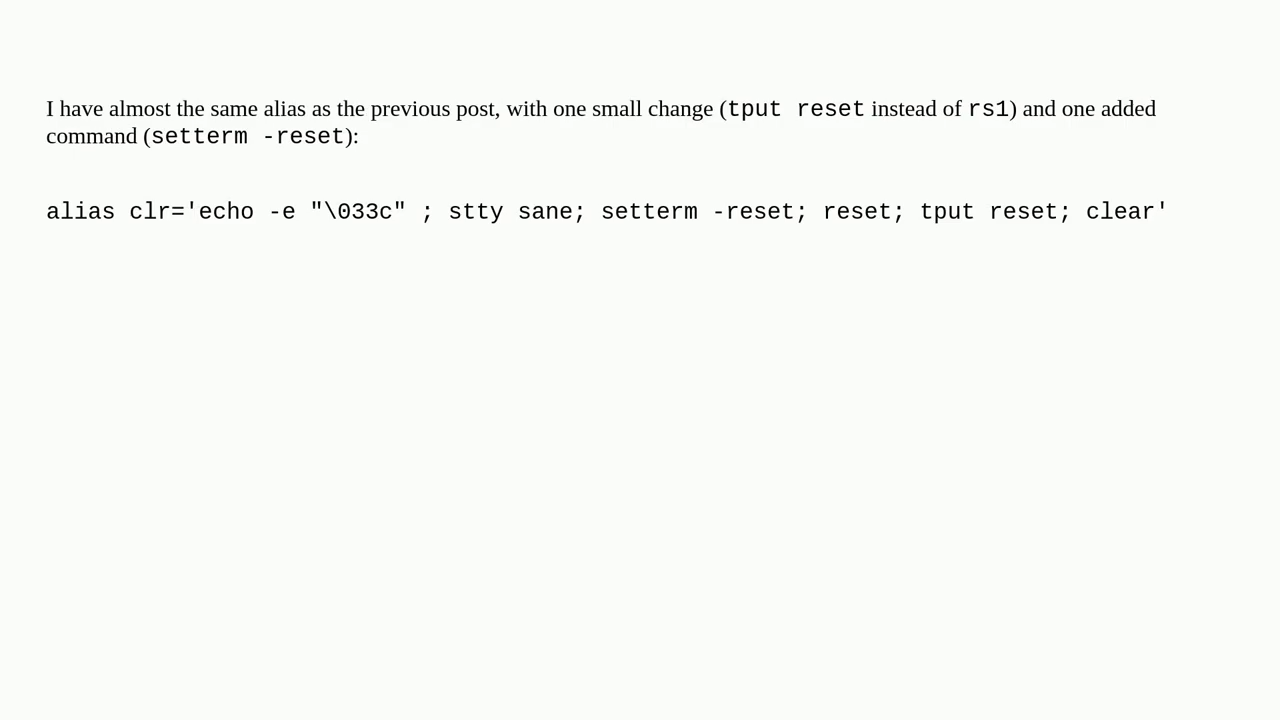 I have almost the same alias as the previous post, with one small change (tput reset instead of rs1) and one added
command (setterm -reset):
alias clr='echo -e "\033c" ; stty sane; setterm -reset; reset; tput reset; clear'